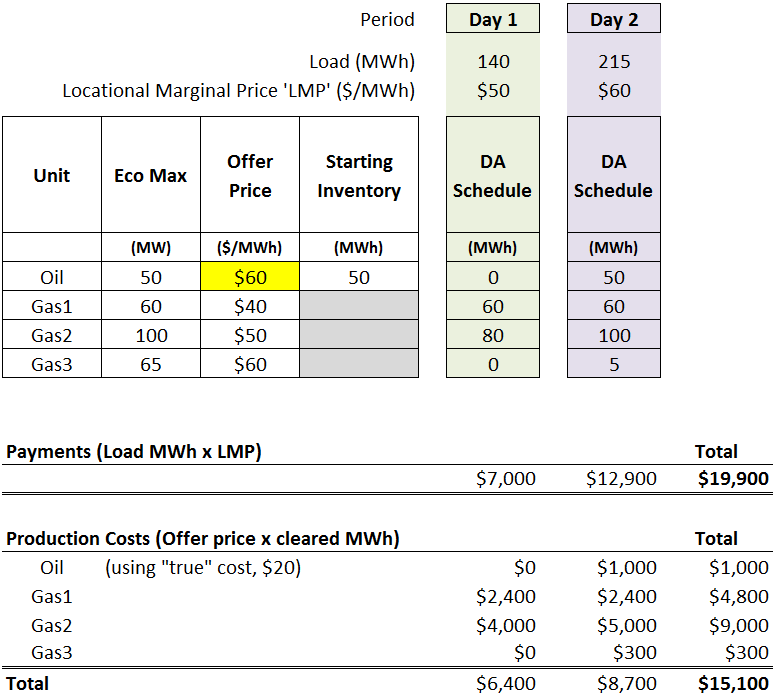 Period Day 1 Day 2
Load (MWh) 140 215
Locational Marginal Price 'LMP' ($/MWh) $50 $60
Unit Eco Max Offer Price Starting Inventory DA Schedule DA Schedule
(MW) ($/MWh) (MWh) (MWh) (MWh)
Oil 50 $60 50 0 50
Gas1 60 $40 60 60
Gas2 100 $50 80 100
Gas3 65 $60 0 5
Payments (Load MWh x LMP) Total
$7,000 $12,900 $19,900
Production Costs (Offer price x cleared MWh) Total
Oil (using "true" cost, $20) $0 $1,000 $1,000
Gas1 $2,400 $2,400 $4,800
Gas2 $4,000 $5,000 $9,000
Gas3 $0 $300 $300
Total $6,400 $8,700 $15,100